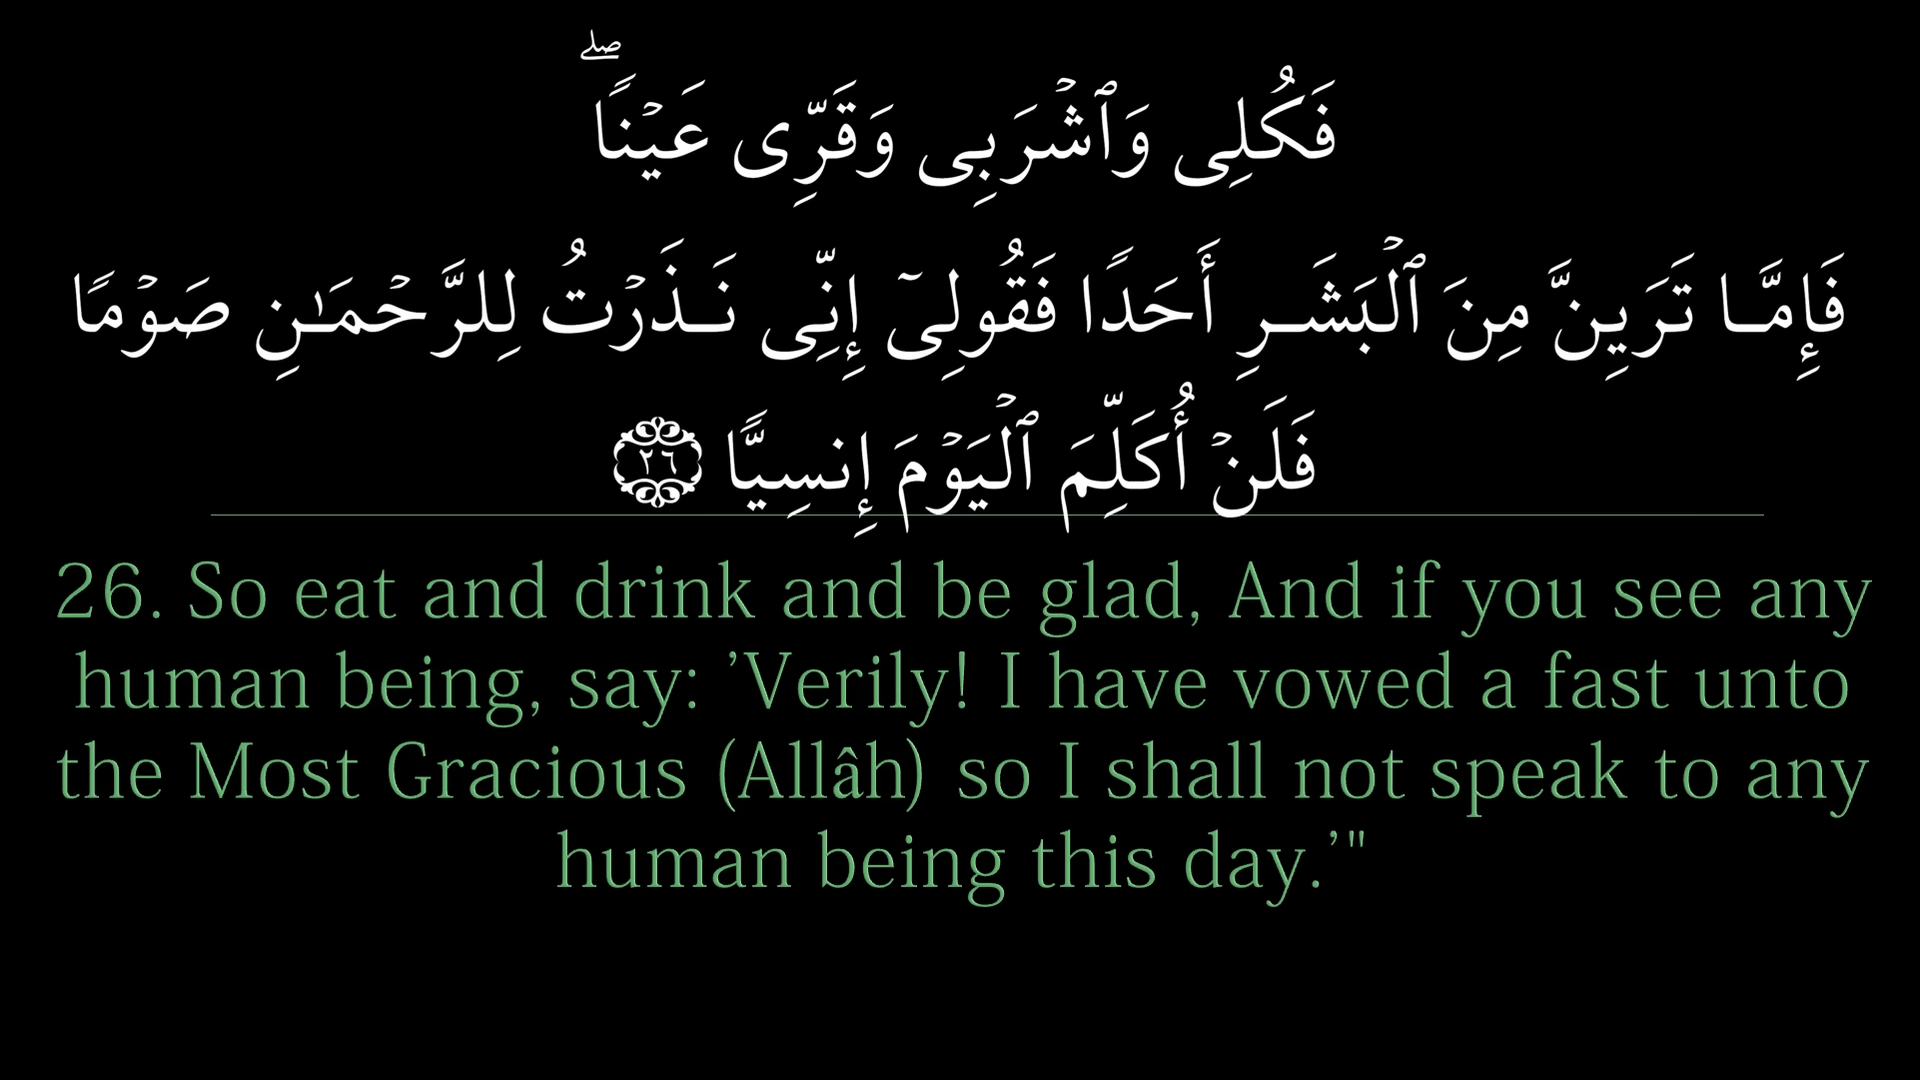 فَكُلِى وَٱشْرَبِى وَقَرِّى عَيْنًا ۖ
فَإِمَّا تَرَيِنَّ مِنَ ٱلْبَشَرِ أَحَدًا فَقُولِىٓ إِنِّى نَذَرْتُ لِلرَّحْمَـٰنِ صَوْمًا
فَلَنْ أُكَلِّمَ ٱلْيَوْمَ إِنسِيًّا ٢٦
26. So eat and drink and be glad, And if you see any
human being, say: ’Verily! I have vowed a fast unto
the Most Gracious (Allâh) so I shall not speak to any
human being this day.’"